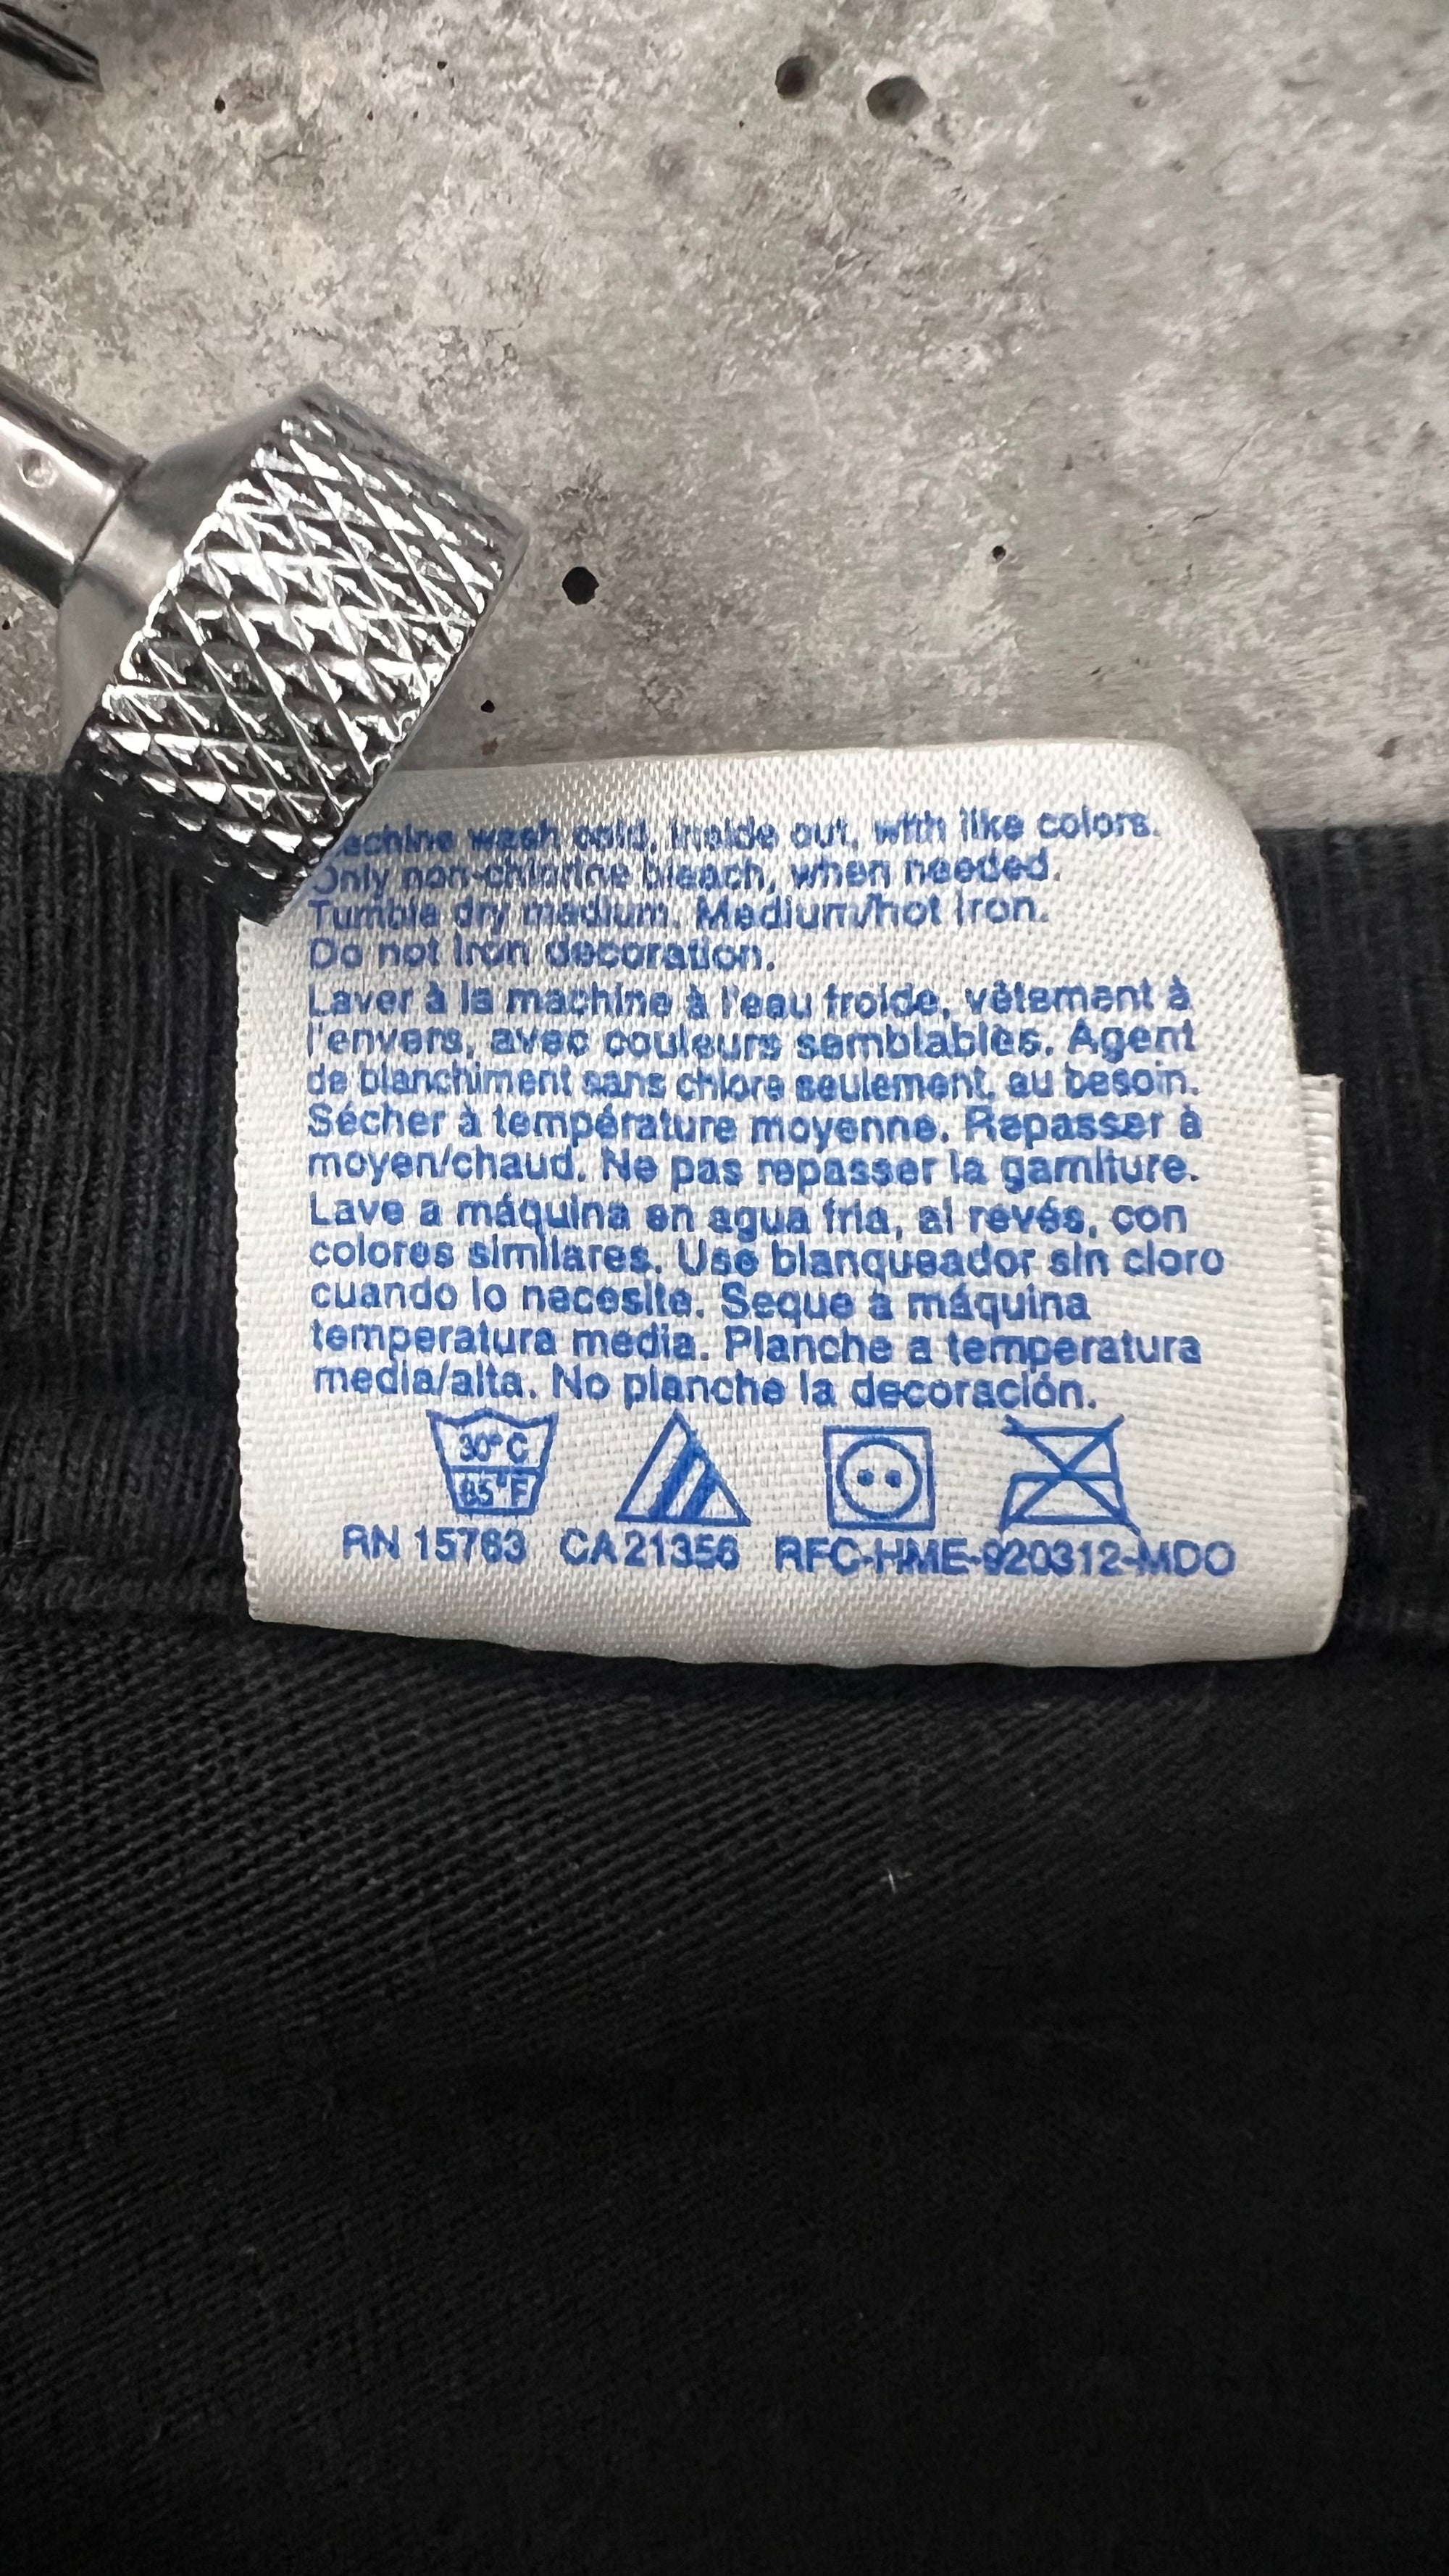 achine wash cold, inside out, with like colors.
Only non-chlorine bleach, when needed.
Tumble dry medium. Medium/hot iron.
Do not iron decoration.
Laver à la machine à l'eau froide, vêtement à
l'envers, avec couleurs semblables. Agent
de blanchiment sans chlore seulement, au besoin.
Sécher à température moyenne. Repasser à
moyen/chaud. Ne pas repasser la garniture.
Lave a máquina en agua fria, al revés, con
colores similares. Use blanqueador sin cloro
cuando lo necesite. Seque a máquina
temperatura media. Planche a temperatura
media/alta. No planche la decoración.
30°C
85°F
RN 15763 CA 21356 RFC-HME-920312-MDO